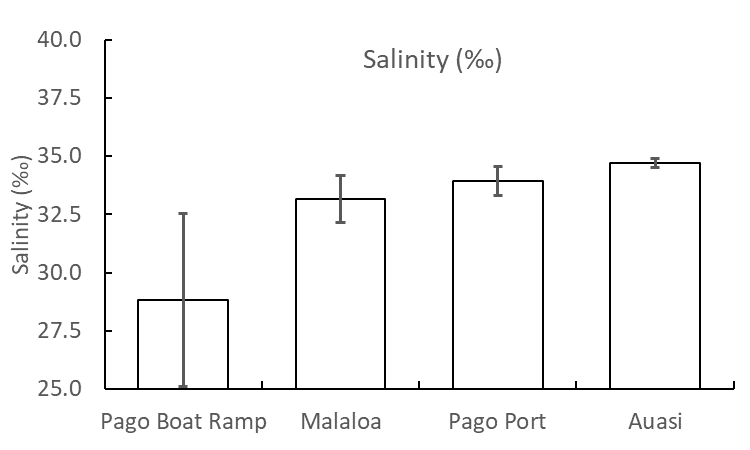 Salinity (‰)
Salinity (‰)
40.0
37.5
35.0
32.5
30.0
27.5
25.0
Pago Boat Ramp
Malaloa
Pago Port
Auasi